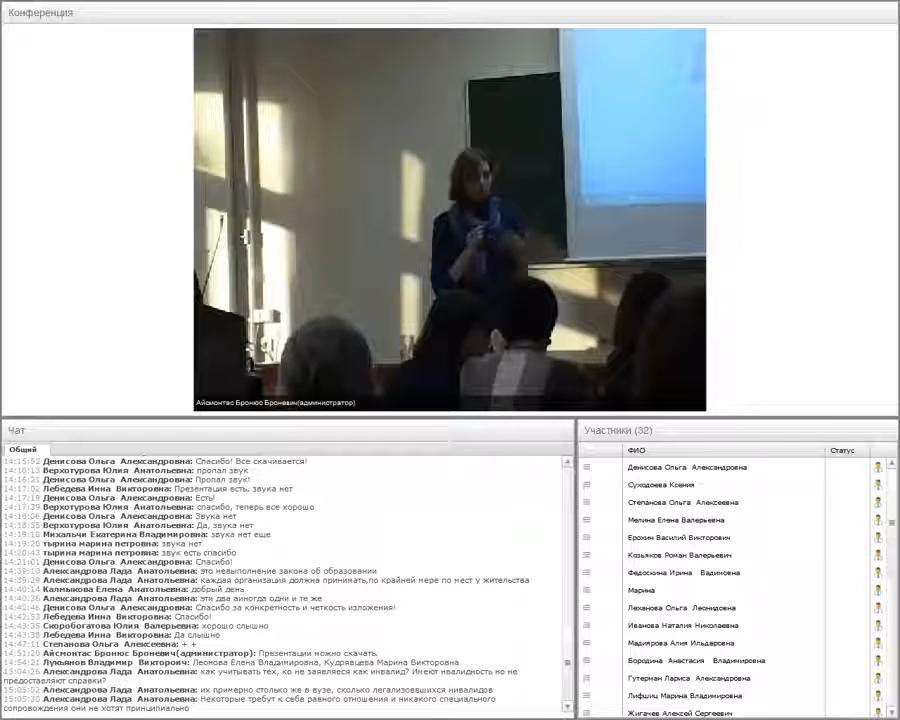 Конференция
Айсмонтас Бронюс Броневич(администратор)
Чат
Общий
14:15:52 Денисова Ольга Александровна: Спасибо! Все скачивается!
14:16:13 Верхотурова Юлия Анатольевна: пропал звук
14:16:21 Денисова Ольга Александровна: Пропал звук!
14:17:02 Лебедева Инна Викторовна: Презентация есть, звука нет
14:17:19 Денисова Ольга Александровна: Есть!
14:17:39 Верхотурова Юлия Анатольевна: спасибо, теперь все хорошо
14:18:06 Денисова Ольга Александровна: Звука нет
14:18:35 Верхотурова Юлия Анатольевна: Да, звука нет
14:19:18 Михальчи Екатерина Владимировна: звука нет еще
14:19:20 тырина марина петровна: звука нет
14:20:43 тырина марина петровна: звук есть спасибо
14:21:01 Денисова Ольга Александровна: Спасибо!
14:39:10 Александрова Лада Анатольевна: это невыполнение закона об образовании
14:39:29 Александрова Лада Анатольевна: каждая организация должна принимать,по крайней мере по мест у жительства
14:40:14 Калмыкова Елена Анатольевна: добрый день
14:40:36 Александрова Лада Анатольевна: эти два аиногда одни и те же
14:42:46 Денисова Ольга Александровна: Спасибо за конкретность и четкость изложения!
14:42:53 Лебедева Инна Викторовна: Спасибо!
14:43:35 Скоробогатова Юлия Валерьевна: хорошо слышно
14:43:38 Лебедева Инна Викторовна: Да слышно
14:47:11 Степанова Ольга Алексеевна: + +
14:51:20 Айсмонтас Бронюс Броневич(администратор): Презентации можно скачать.
14:54:21 Лукьянов Владимир Викторович: Леонова Елена Владимировна, Кудрявцева Марина Викторовна
15:04:26 Александрова Лада Анатольевна: как учитывать тех, ко не заявляеся как инвалид? Имеют нвалидность но не
предоставляют справки?
15:05:02 Александрова Лада Анатольевна: их примерно столько же в вузе, сколько легализовавшихся нивалидов
15:05:30 Александрова Лада Анатольевна: Некоторые требуют к себе равного отношения и никакого специального
сопровождения они не хотят принципиально
Участники (32)
ФИО Статус
Денисова Ольга Александровна
Суходоева Ксения
Степанова Ольга Алексеевна
Мелина Елена Валерьевна
Ерохин Василий Викторович
Козьяков Роман Валерьевич
Федоскина Ирина Вадимовна
Марина
Леханова Ольга Леонидовна
Иванова Наталия Николаевна
Мадиярова Алия Ильдаровна
Бородина Анастасия Владимировна
Гутерман Лариса Александровна
Лифшиц Марина Владимировна
Жигачев Алексей Сергеевич